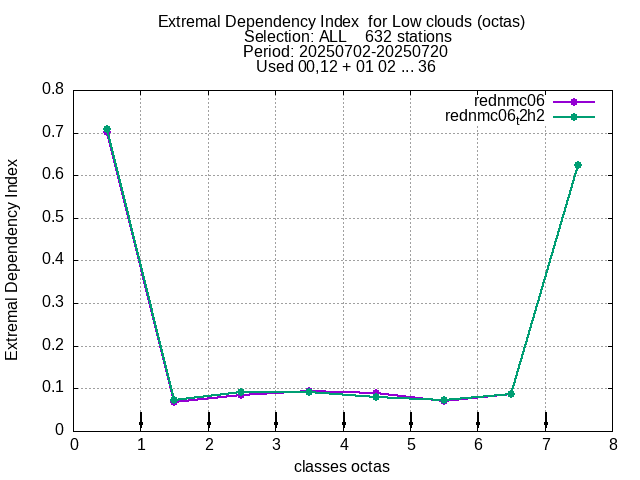 Extremal Dependency Index  for Low clouds (octas)
Selection: ALL    632 stations
Period: 20250702-20250720
Used 00,12 + 01 02 ... 36
rednmc06
rednmc06t2h2
Extremal Dependency Index
0.8
0.7
0.6
0.5
0.4
0.3
0.2
0.1
0
0 1 2 3 4 5 6 7 8
classes octas